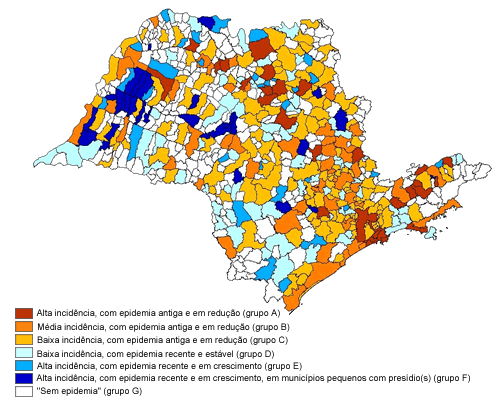 Alta incidência, com epidemia antiga e em redução (grupo A)
Média incidência, com epidemia antiga e em redução (grupo B)
Baixa incidência, com epidemia antiga e em redução (grupo C)
Baixa incidência, com epidemia recente e estável (grupo D)
Alta incidência, com epidemia recente e em crescimento (grupo E)
Alta incidência, com epidemia recente e em crescimento, em municípios pequenos com presídio(s) (grupo F)
"Sem epidemia" (grupo G)